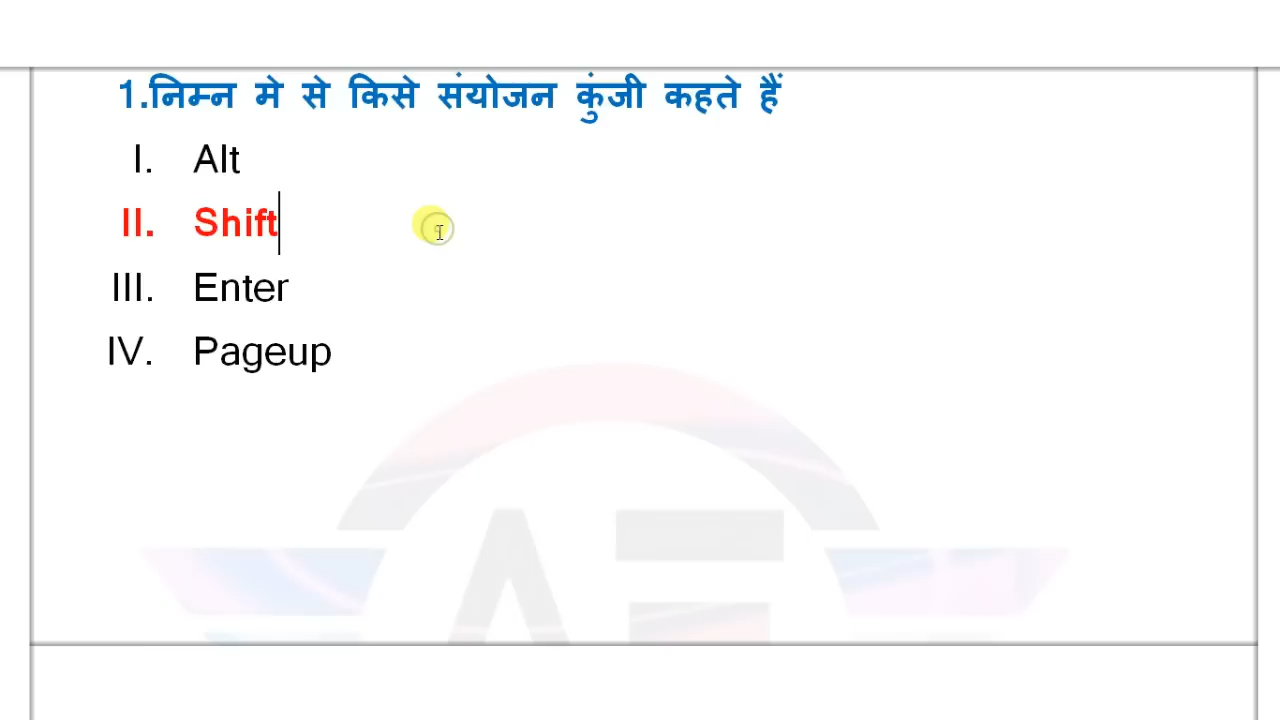 1.निम्न मे से किसे संयोजन कुंजी कहते हैं
I. Alt
II. Shift
III. Enter
IV. Pageup